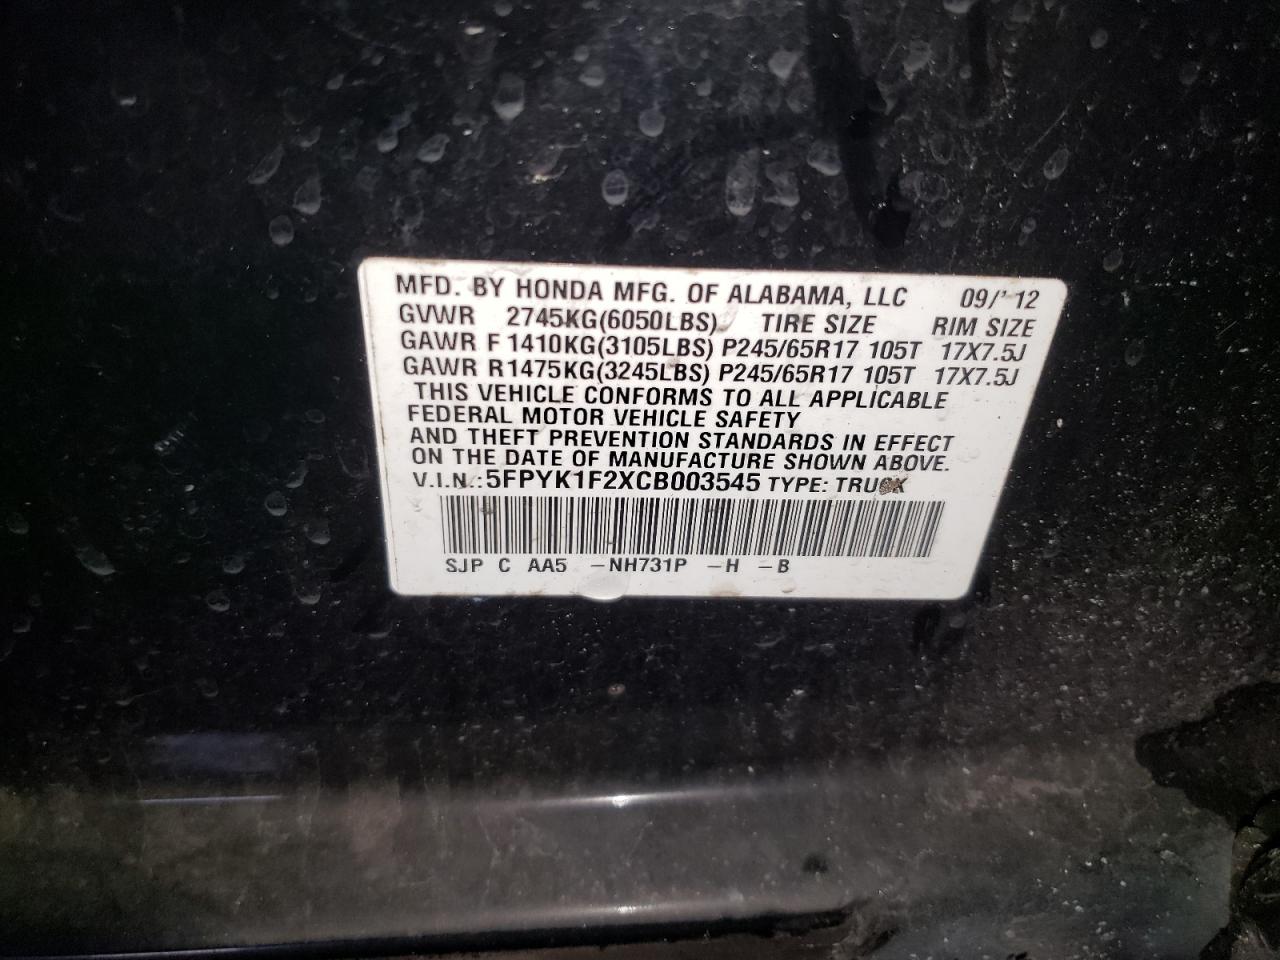 MFD. BY HONDA MFG. OF ALABAMA, LLC 09/'12
GVWR 2745KG(6050LBS) TIRE SIZE RIM SIZE
GAWR F 1410KG(3105LBS) P245/65R17 105T 17X7.5J
GAWR R1475KG(3245LBS) P245/65R17 105T 17X7.5J
THIS VEHICLE CONFORMS TO ALL APPLICABLE
FEDERAL MOTOR VEHICLE SAFETY
AND THEFT PREVENTION STANDARDS IN EFFECT
ON THE DATE OF MANUFACTURE SHOWN ABOVE.
V.I.N.:5FPYK1F2XCB003545 TYPE: TRUCK
SJP C AA5 -NH731P -H -B